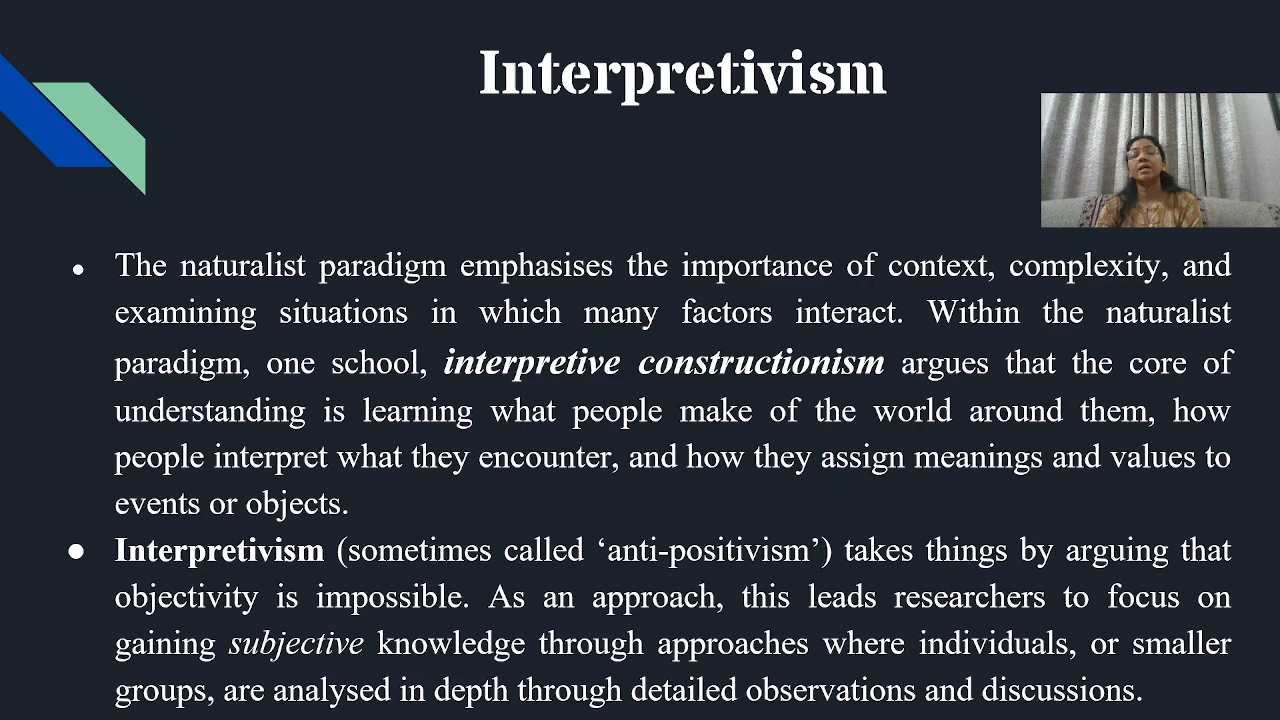 Interpretivism
● The naturalist paradigm emphasises the importance of context, complexity, and
examining situations in which many factors interact. Within the naturalist
paradigm, one school, interpretive constructionism argues that the core of
understanding is learning what people make of the world around them, how
people interpret what they encounter, and how they assign meanings and values to
events or objects.
● Interpretivism (sometimes called ‘anti-positivism’) takes things by arguing that
objectivity is impossible. As an approach, this leads researchers to focus on
gaining subjective knowledge through approaches where individuals, or smaller
groups, are analysed in depth through detailed observations and discussions.